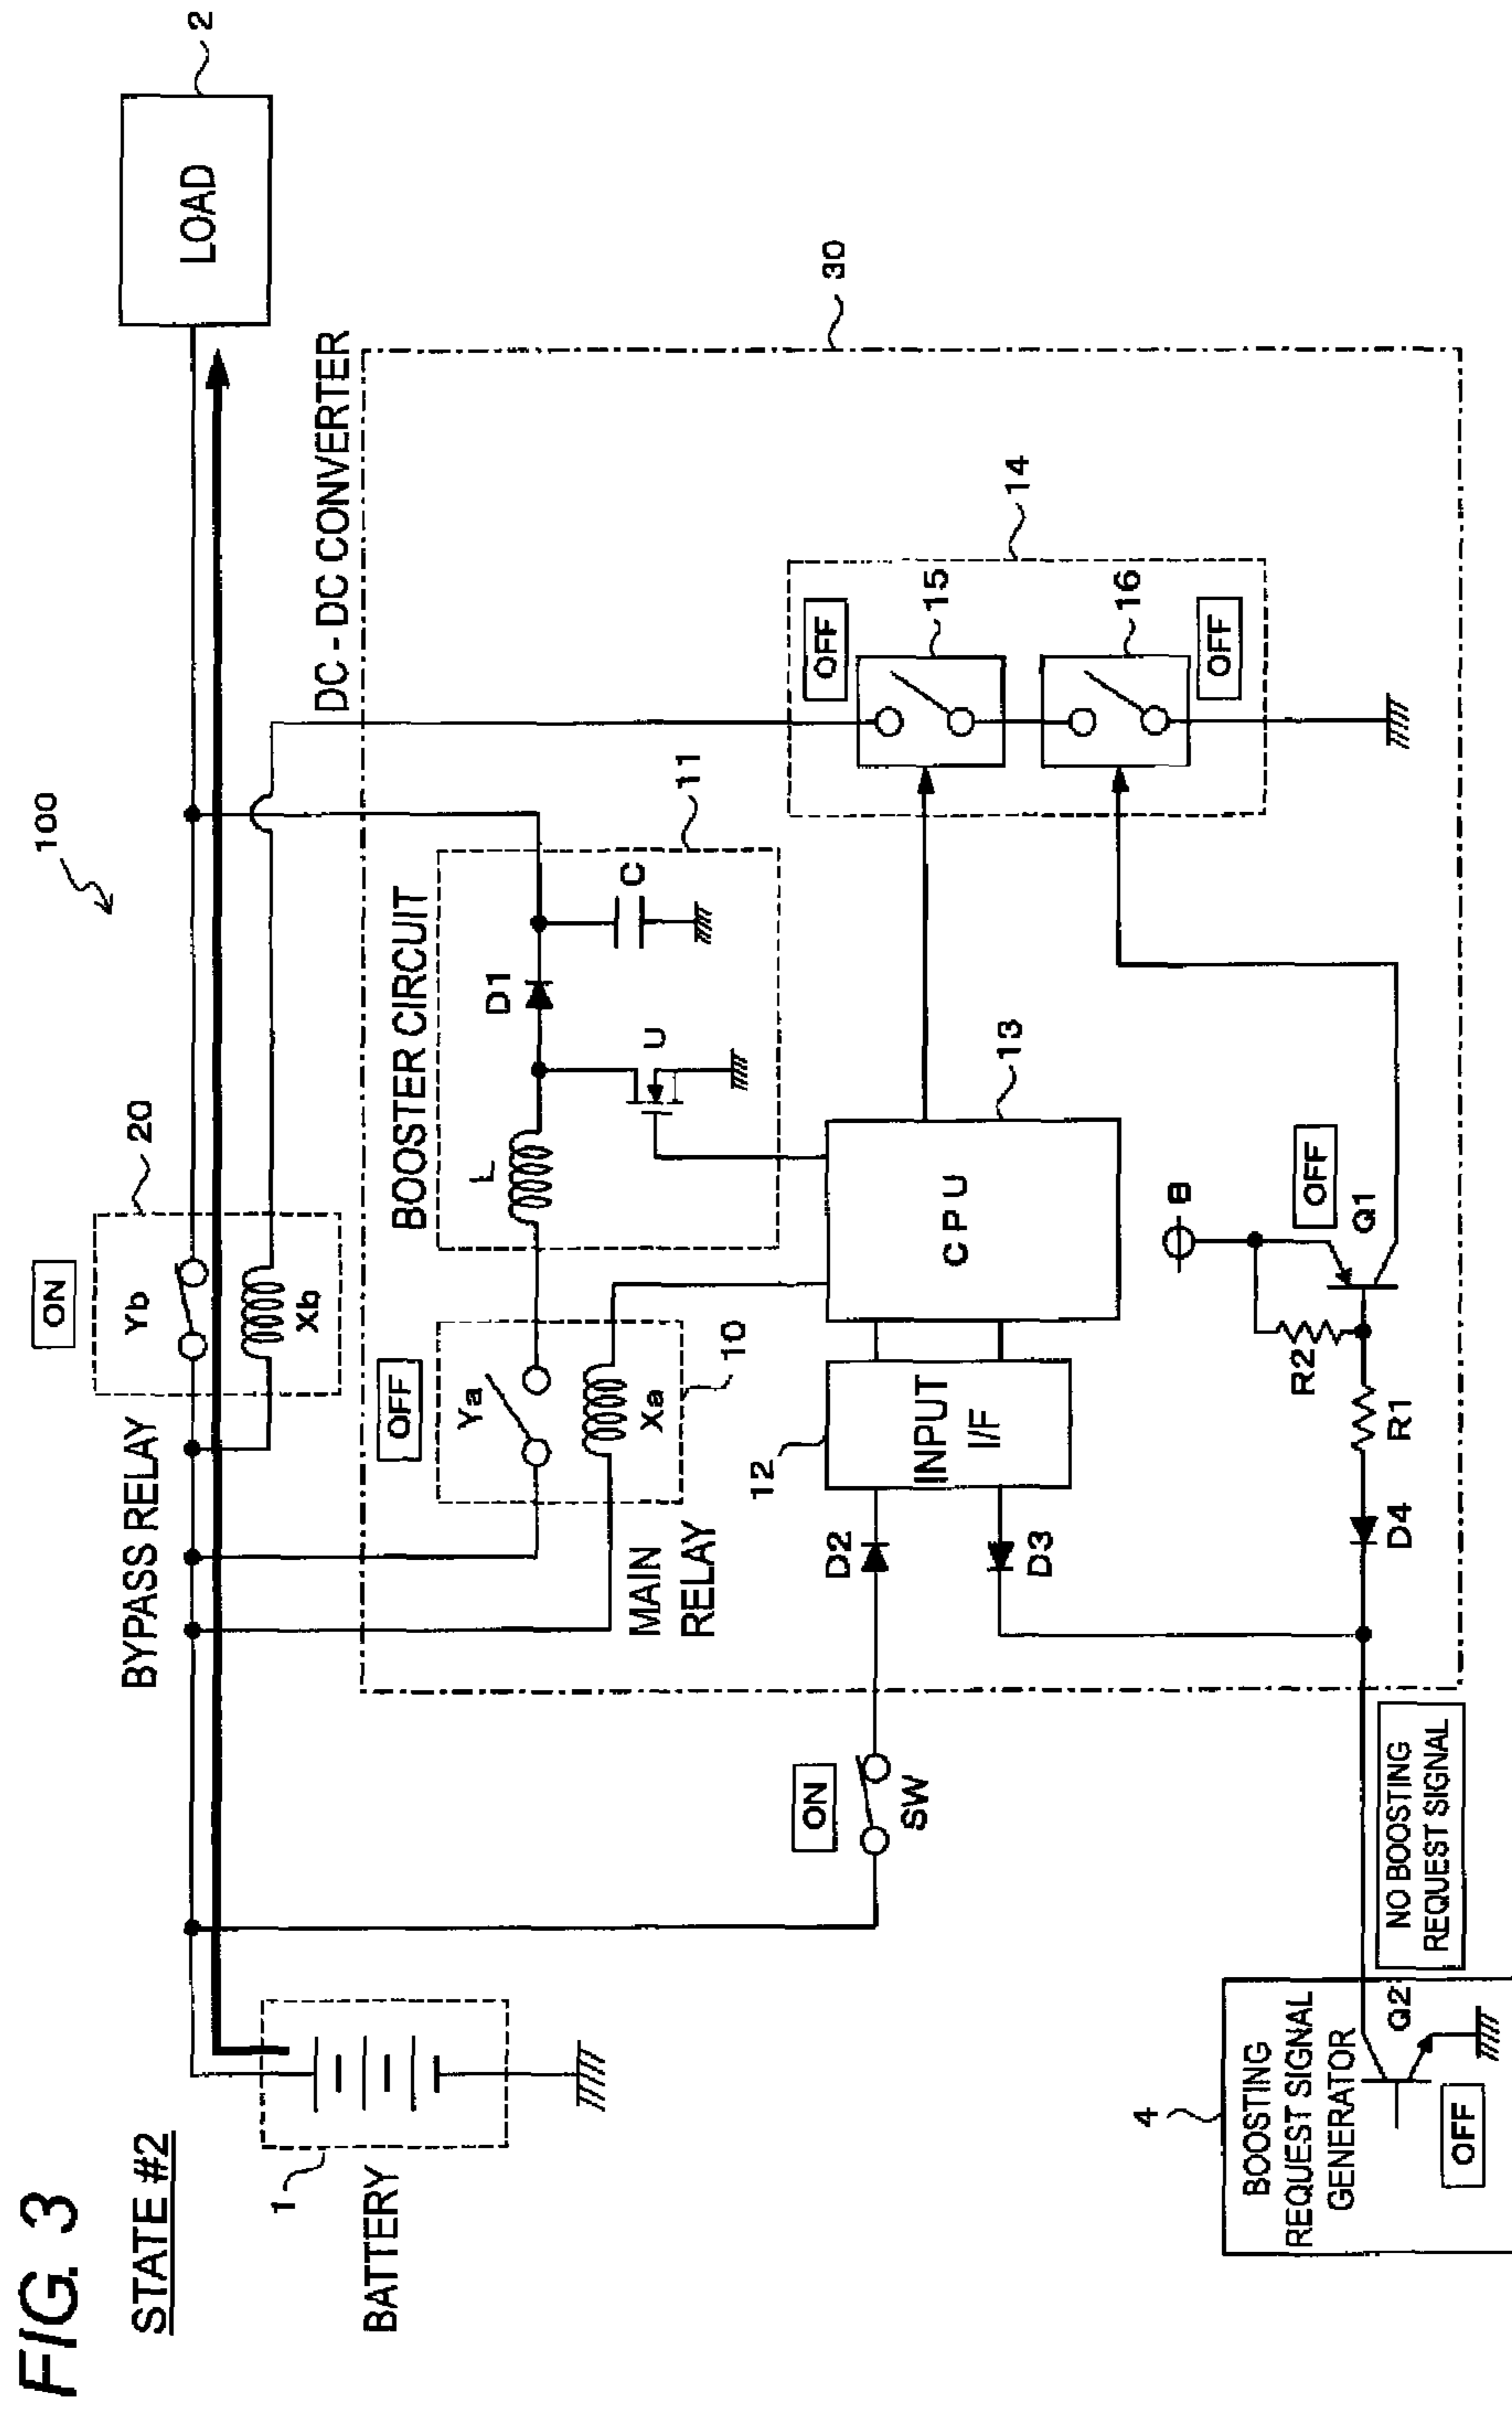 FIG. 3
STATE #2
100
2
LOAD
20
ON
Yb
Xb
BYPASS RELAY
DC - DC CONVERTER
30
1
BATTERY
BOOSTER CIRCUIT
11
L
D1
C
U
OFF
Ya
Xa
10
MAIN
RELAY
14
OFF
15
16
OFF
13
CPU
12
INPUT
I/F
D2
D3
ON
SW
B
OFF
Q1
R2
R1
D4
NO BOOSTING
REQUEST SIGNAL
4
BOOSTING
REQUEST SIGNAL
GENERATOR
Q2
OFF